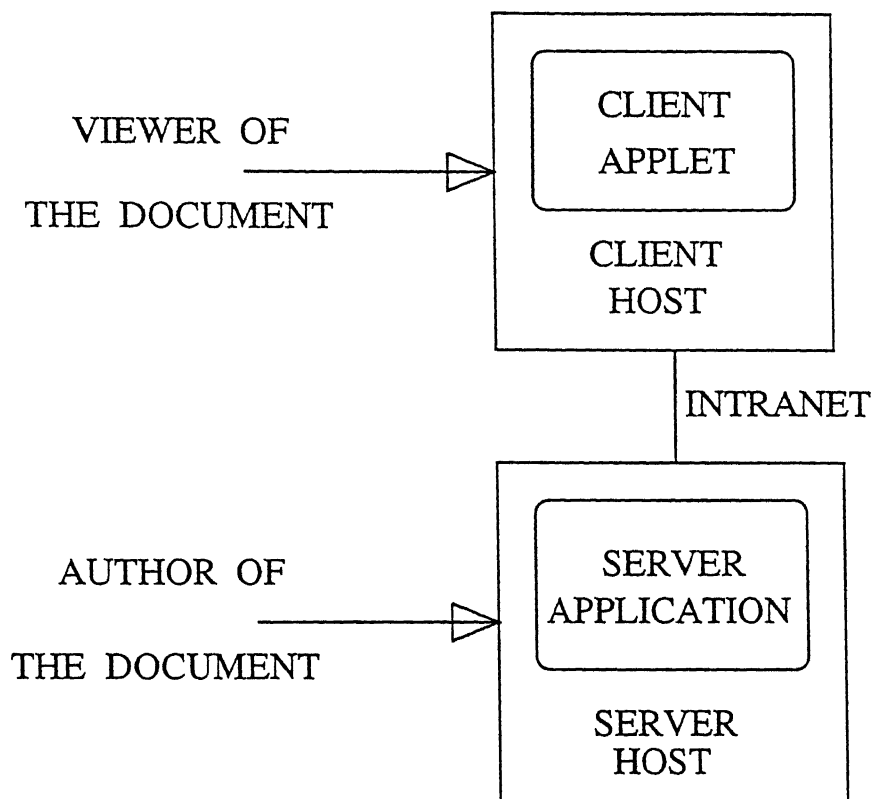 VIEWER OF
THE DOCUMENT
CLIENT
APPLET
CLIENT
HOST
INTRANET
AUTHOR OF
THE DOCUMENT
SERVER
APPLICATION
SERVER
HOST